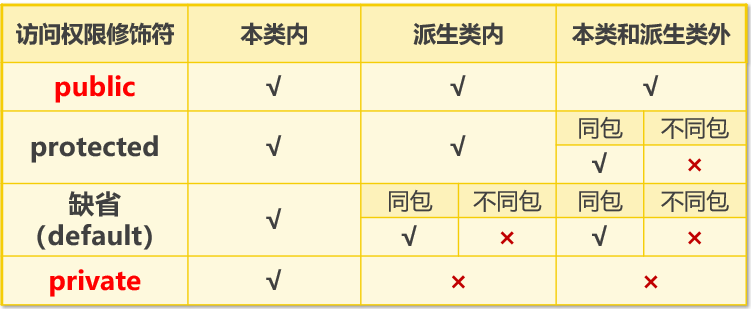 访问权限修饰符 本类内 派生类内 本类和派生类外
public √ √ √
protected √ √ 同包 不同包
√ ×
缺省 (default) √ 同包 不同包 同包 不同包
√ × √ ×
private √ × ×